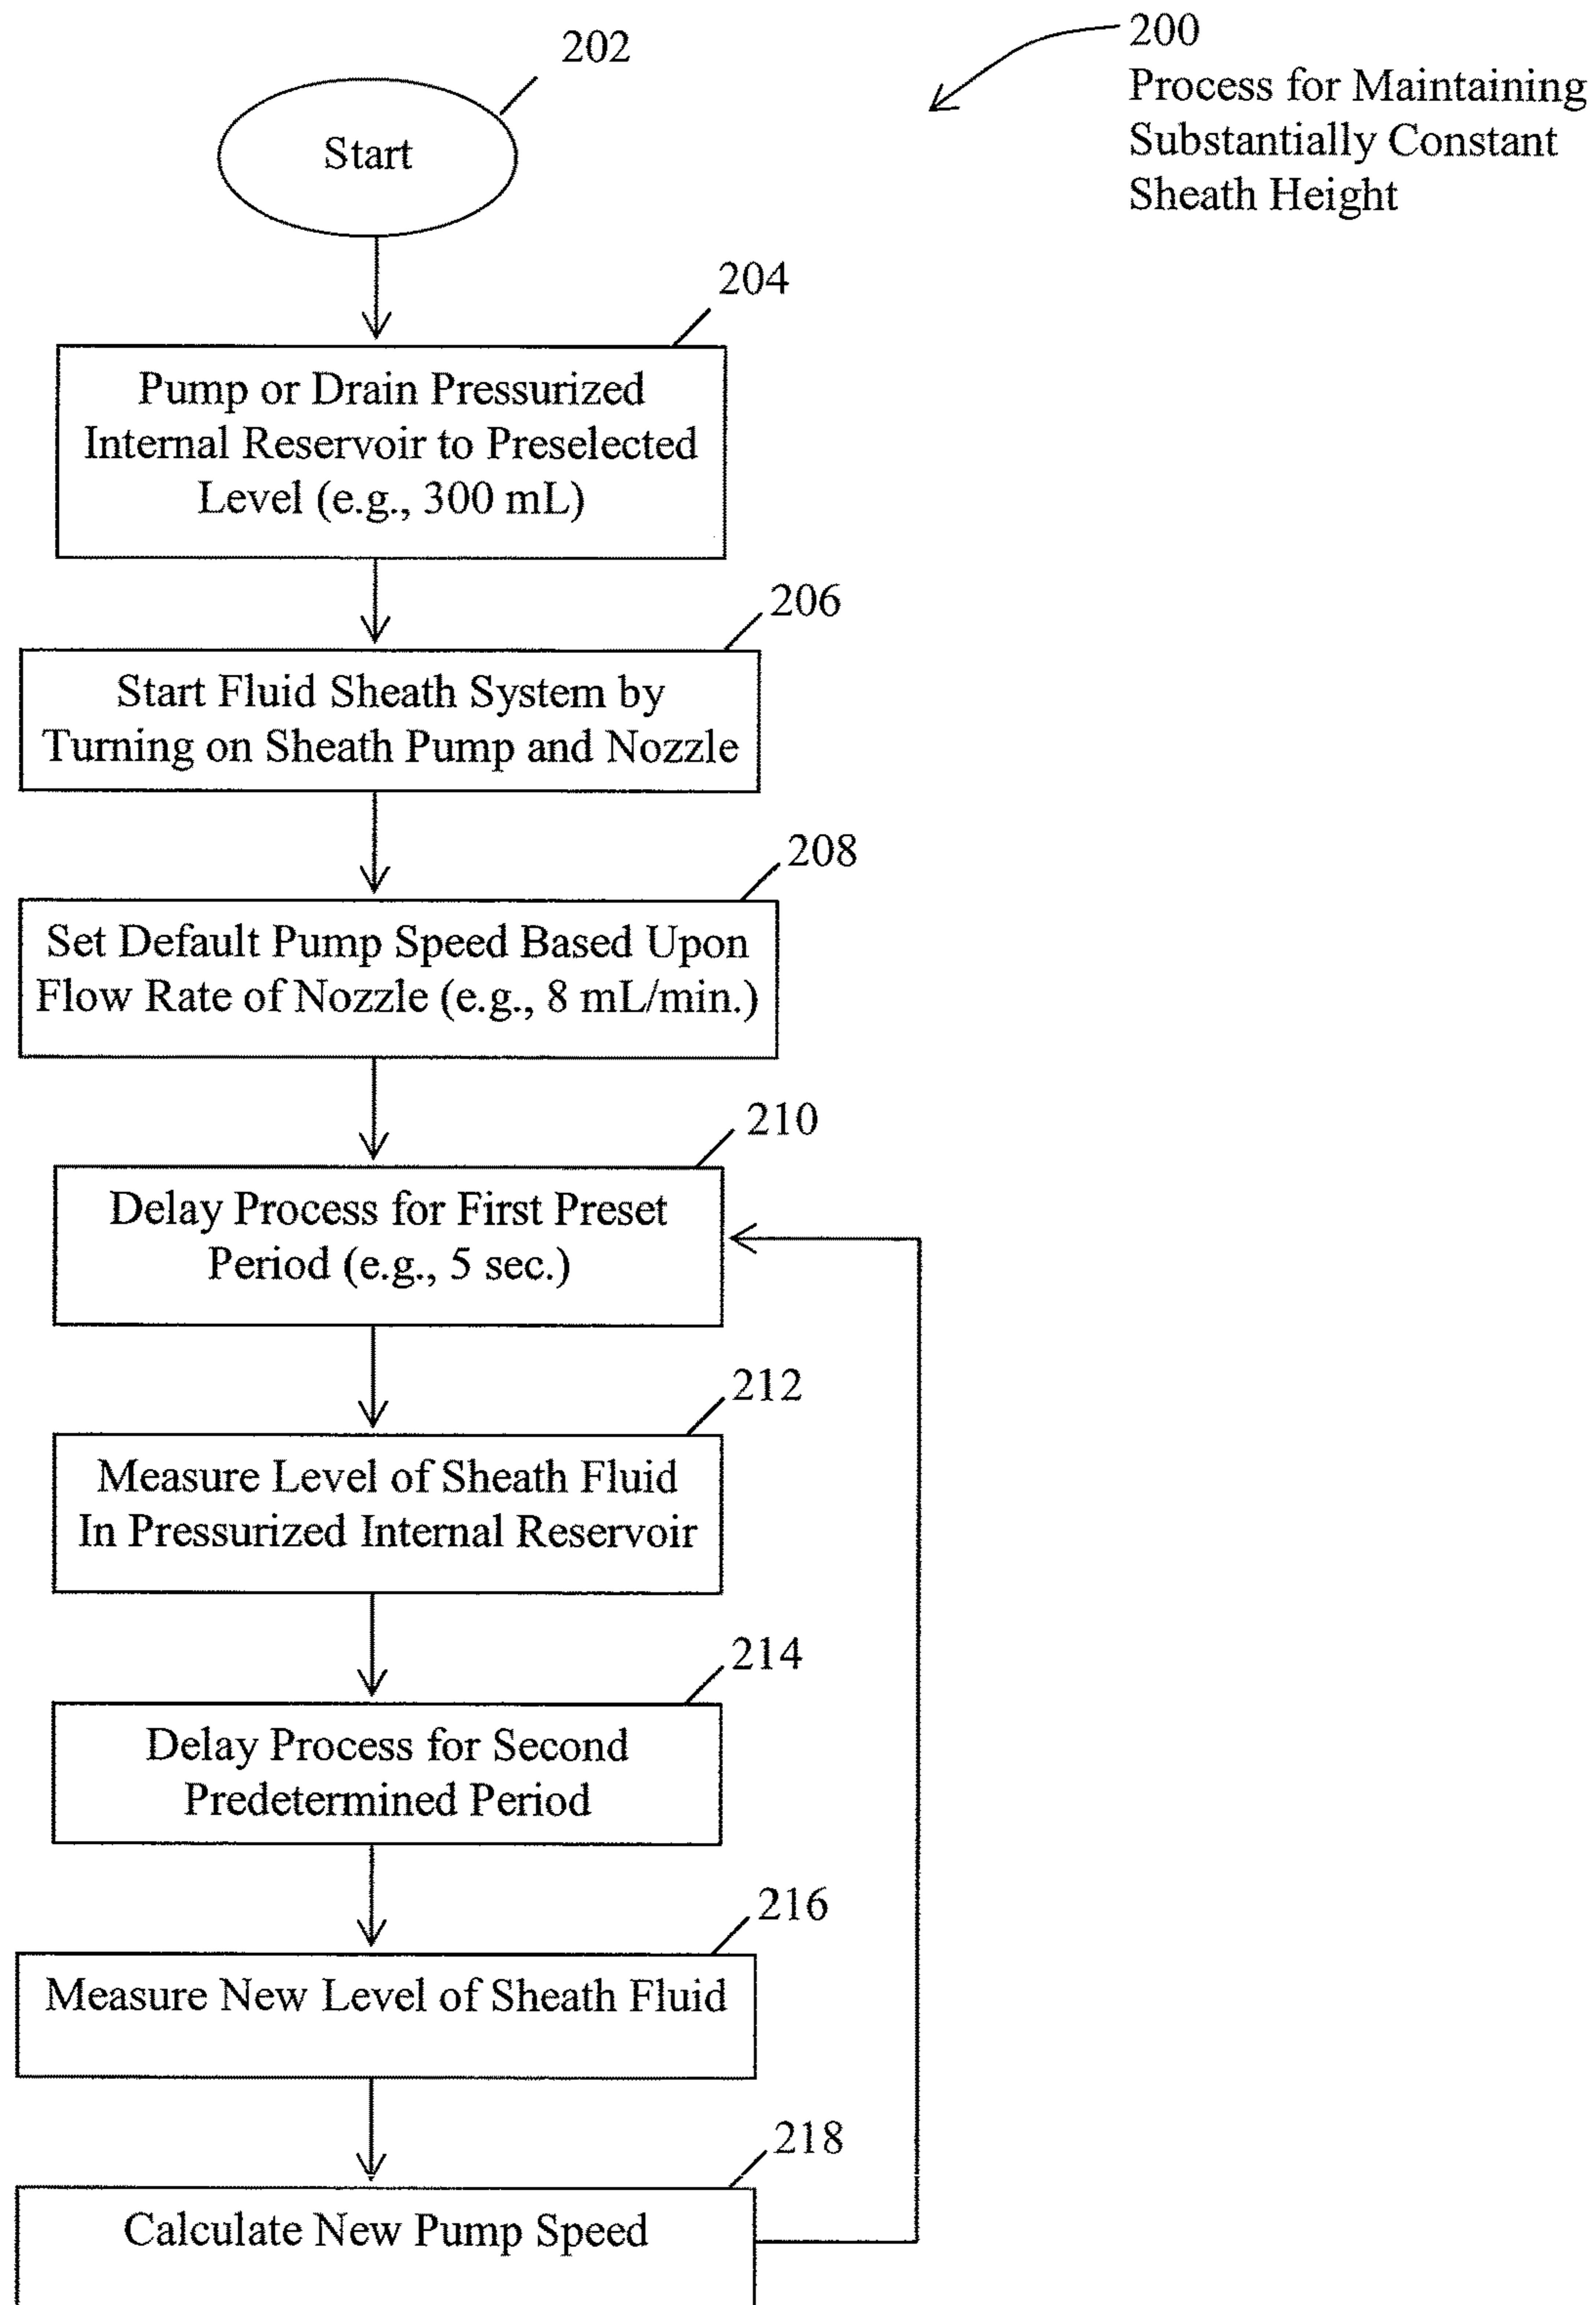 200
Process for Maintaining
Substantially Constant
Sheath Height
202
Start
204
Pump or Drain Pressurized
Internal Reservoir to Preselected
Level (e.g., 300 mL)
206
Start Fluid Sheath System by
Turning on Sheath Pump and Nozzle
208
Set Default Pump Speed Based Upon
Flow Rate of Nozzle (e.g., 8 mL/min.)
210
Delay Process for First Preset
Period (e.g., 5 sec.)
212
Measure Level of Sheath Fluid
In Pressurized Internal Reservoir
214
Delay Process for Second
Predetermined Period
216
Measure New Level of Sheath Fluid
218
Calculate New Pump Speed